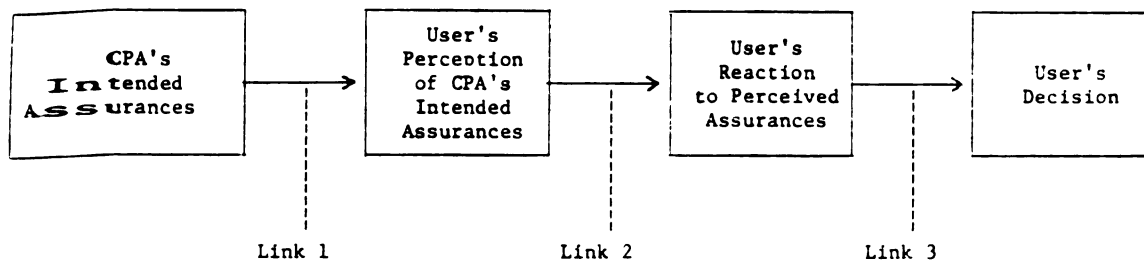 CPA's
Intended
Assurances
User's
Perception
of CPA's
Intended
Assurances
User's
Reaction
to Perceived
Assurances
User's
Decision
Link 1
Link 2
Link 3